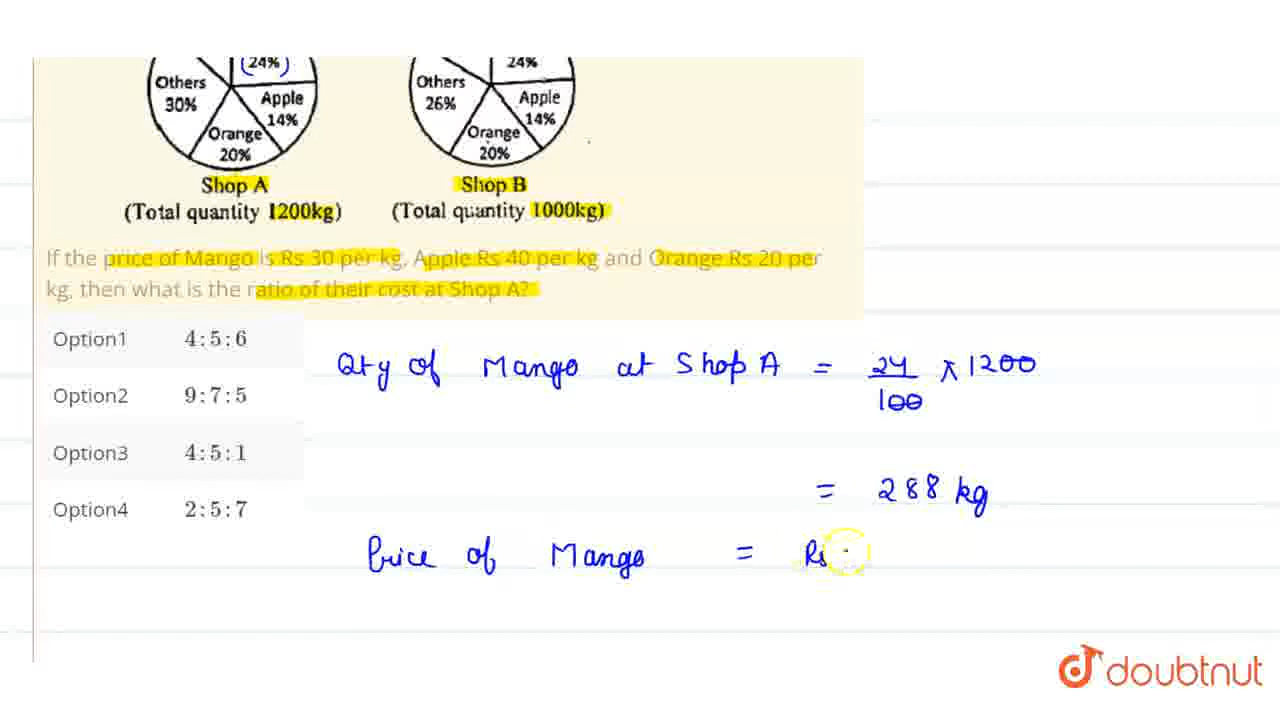 (24%)
24%
Others
30%
Apple
14%
Orange
20%
Others
26%
Apple
14%
Orange
20%
Shop A
(Total quantity 1200kg)
Shop B
(Total quantity 1000kg)
If the price of Mango is Rs 30 per kg, Apple Rs 40 per kg and Orange Rs 20 per
kg, then what is the ratio of their cost at Shop A?
Option1 4 : 5 : 6
Option2 9 : 7 : 5
Option3 4 : 5 : 1
Option4 2 : 5 : 7
Qty of Mango at Shop A = 24/100 × 1200
= 288 kg
Price of Mango = Rs
doubtnut